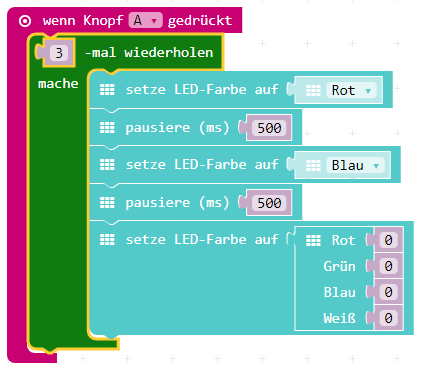 wenn Knopf A gedrückt
3 -mal wiederholen
mache
setze LED-Farbe auf Rot
pausiere (ms) 500
setze LED-Farbe auf Blau
pausiere (ms) 500
setze LED-Farbe auf Rot 0
Grün 0
Blau 0
Weiß 0